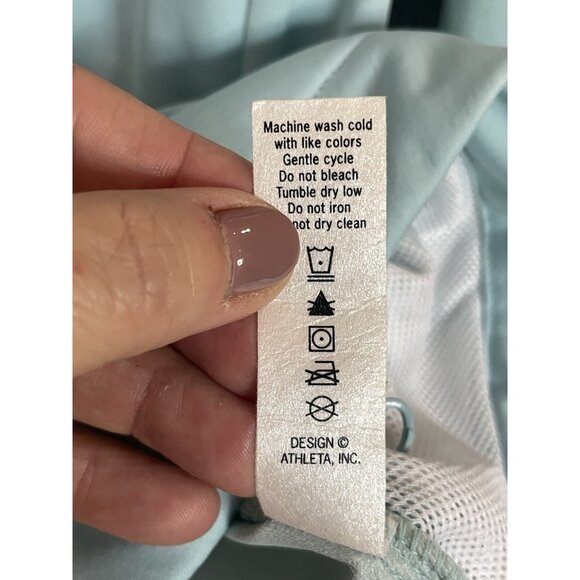 Machine wash cold
with like colors
Gentle cycle
Do not bleach
Tumble dry low
Do not iron
not dry clean
DESIGN ©
ATHLETA, INC.